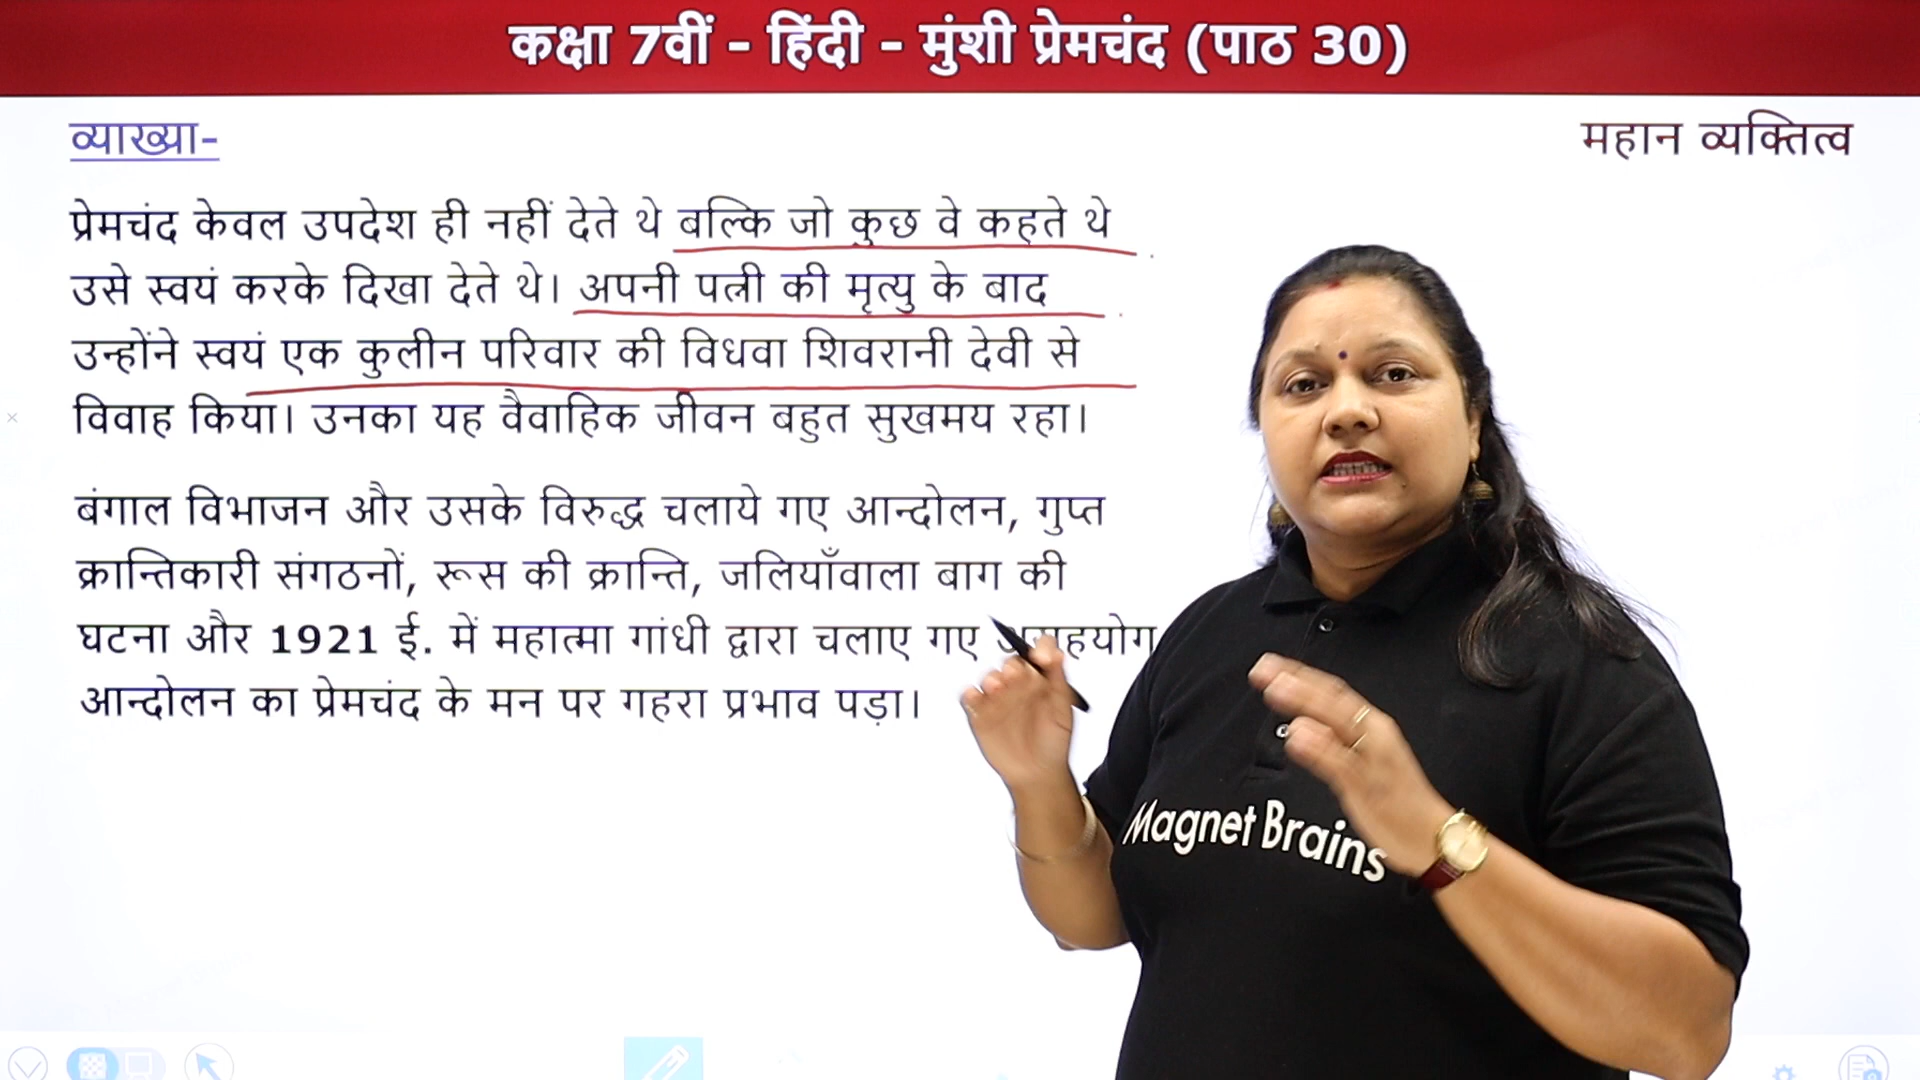 कक्षा 7वीं - हिंदी - मुंशी प्रेमचंद (पाठ 30)
व्याख्या-
महान व्यक्तित्व
प्रेमचंद केवल उपदेश ही नहीं देते थे बल्कि जो कुछ वे कहते थे
उसे स्वयं करके दिखा देते थे। अपनी पत्नी की मृत्यु के बाद
उन्होंने स्वयं एक कुलीन परिवार की विधवा शिवरानी देवी से
विवाह किया। उनका यह वैवाहिक जीवन बहुत सुखमय रहा।
बंगाल विभाजन और उसके विरुद्ध चलाये गए आन्दोलन, गुप्त
क्रान्तिकारी संगठनों, रूस की क्रान्ति, जलियाँवाला बाग की
घटना और 1921 ई. में महात्मा गांधी द्वारा चलाए गए असहयोग
आन्दोलन का प्रेमचंद के मन पर गहरा प्रभाव पड़ा।
Magnet Brains